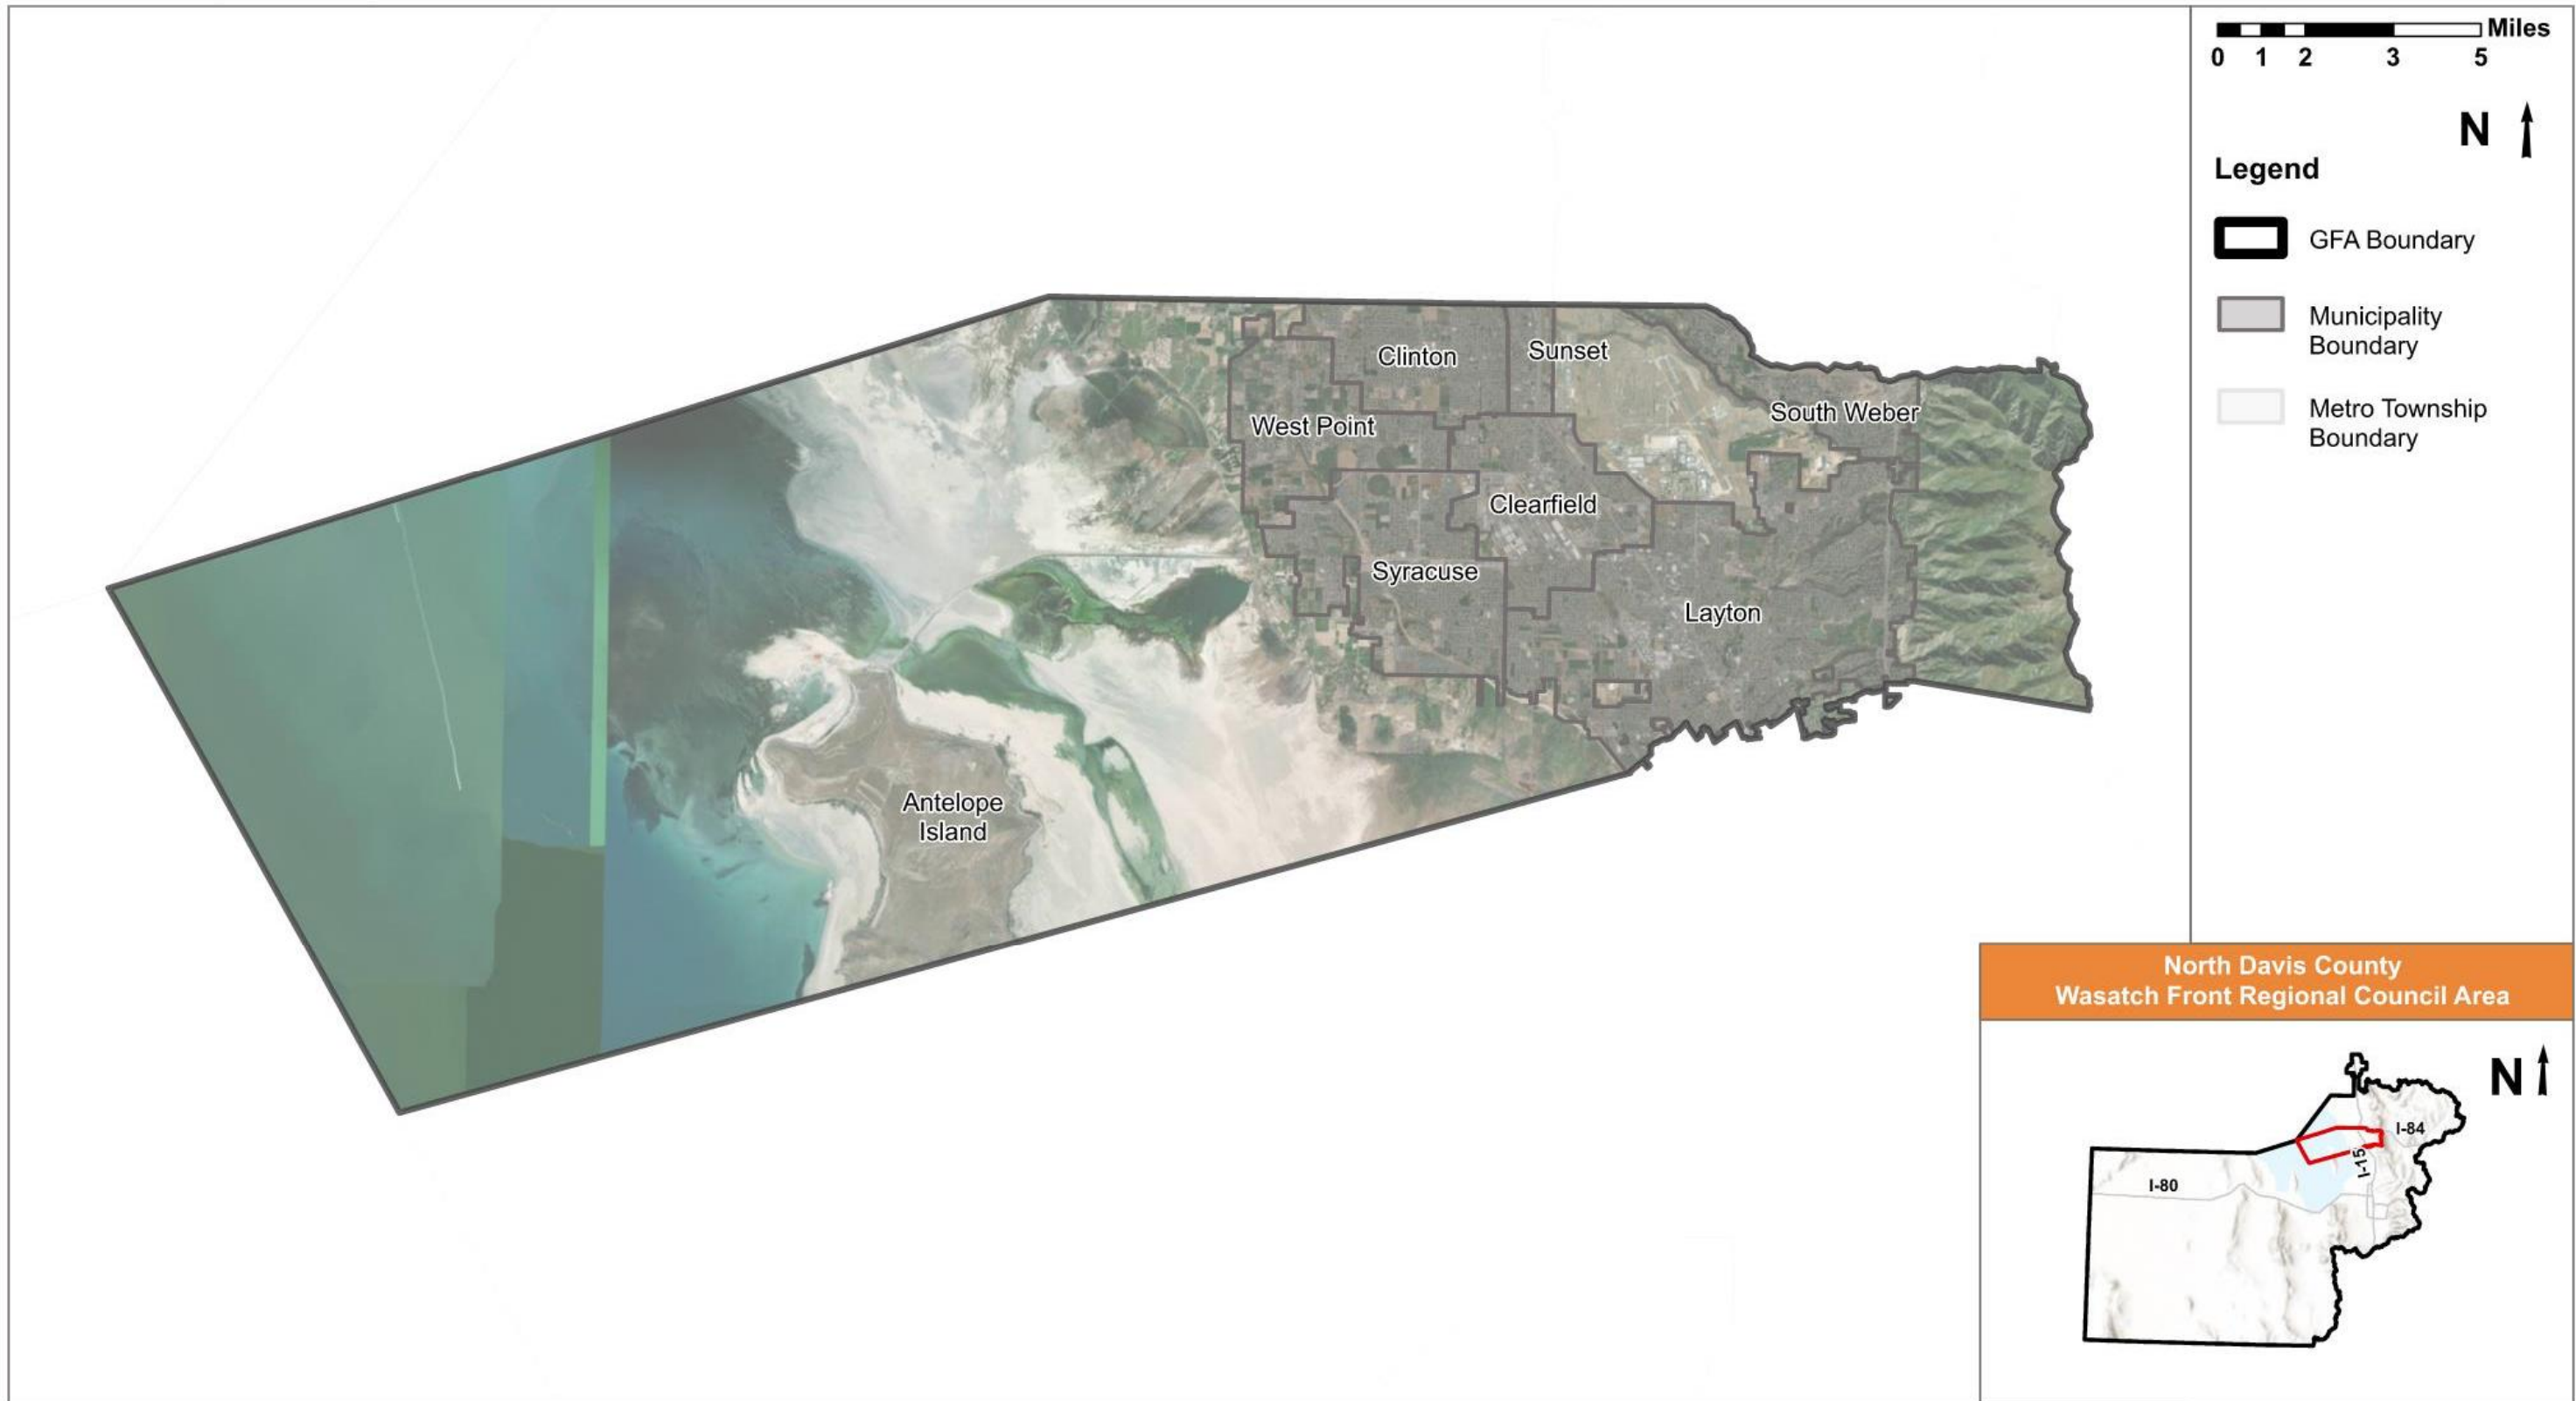 Miles
0 1 2 3 5
N
Legend
GFA Boundary
Municipality
Boundary
Metro Township
Boundary
Clinton
Sunset
West Point
South Weber
Clearfield
Syracuse
Layton
Antelope
Island
North Davis County
Wasatch Front Regional Council Area
N
I-84
I-15
I-80